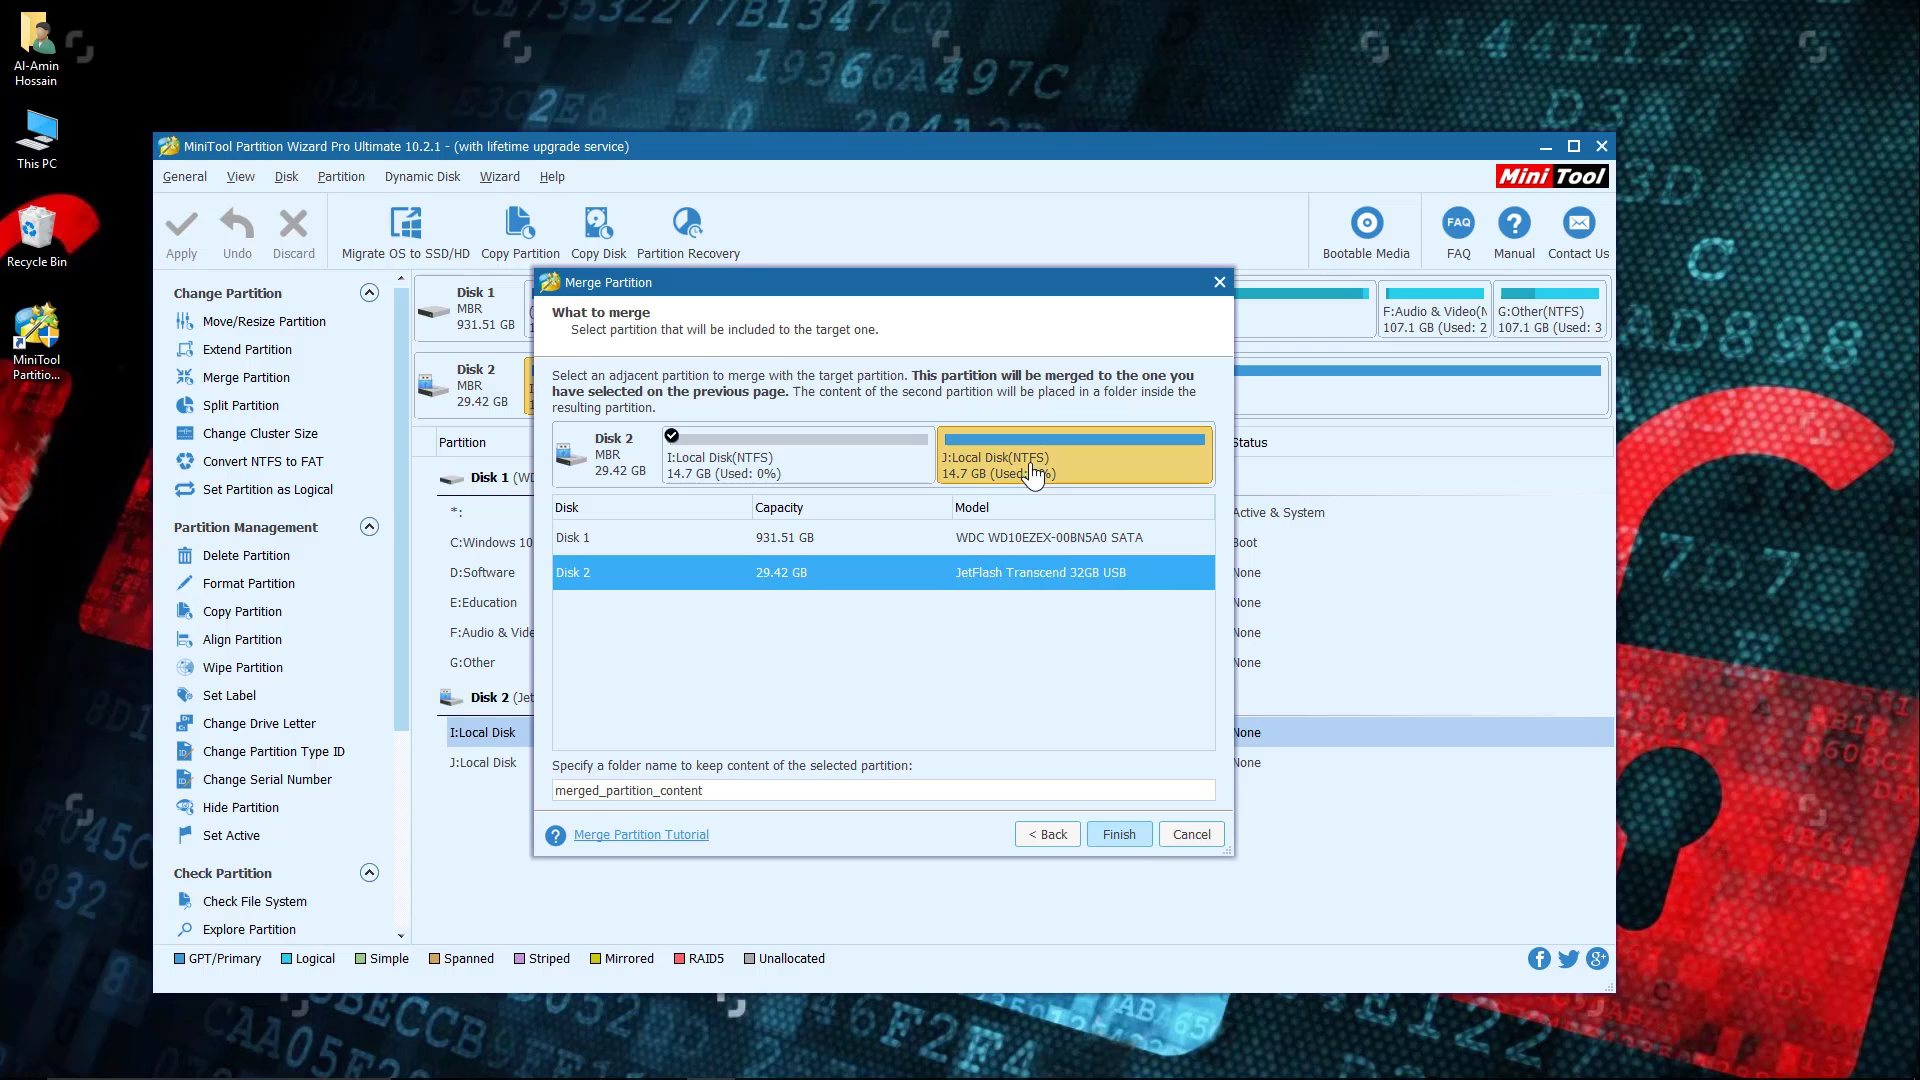 Al-Amin
Hossain
This PC
Recycle Bin
MiniTool
Partitio...
MiniTool Partition Wizard Pro Ultimate 10.2.1 - (with lifetime upgrade service)
General View Disk Partition Dynamic Disk Wizard Help
Mini Tool
Apply Undo Discard Migrate OS to SSD/HD Copy Partition Copy Disk Partition Recovery Bootable Media FAQ Manual Contact Us
FAQ
Change Partition
Move/Resize Partition
Extend Partition
Merge Partition
Split Partition
Change Cluster Size
Convert NTFS to FAT
Set Partition as Logical
Partition Management
Delete Partition
Format Partition
Copy Partition
Align Partition
Wipe Partition
Set Label
Change Drive Letter
Change Partition Type ID
Change Serial Number
Hide Partition
Set Active
Check Partition
Check File System
Explore Partition
Disk 1
MBR
931.51 GB
F:Audio & Video(N
107.1 GB (Used: 2
G:Other(NTFS)
107.1 GB (Used: 3
Disk 2
MBR
29.42 GB
Partition
Status
Disk 1 (WD
*:
Active & System
C:Windows 10
Boot
D:Software
None
E:Education
None
F:Audio & Vide
None
G:Other
None
Disk 2 (Jet
I:Local Disk
None
J:Local Disk
None
Merge Partition
What to merge
Select partition that will be included to the target one.
Select an adjacent partition to merge with the target partition. This partition will be merged to the one you
have selected on the previous page. The content of the second partition will be placed in a folder inside the
resulting partition.
Disk 2
MBR
29.42 GB
I:Local Disk(NTFS)
14.7 GB (Used: 0%)
J:Local Disk(NTFS)
14.7 GB (Used: %)
Disk Capacity Model
Disk 1 931.51 GB WDC WD10EZEX-00BN5A0 SATA
Disk 2 29.42 GB JetFlash Transcend 32GB USB
Specify a folder name to keep content of the selected partition:
merged_partition_content
Merge Partition Tutorial
< Back Finish Cancel
GPT/Primary Logical Simple Spanned Striped Mirrored RAID5 Unallocated